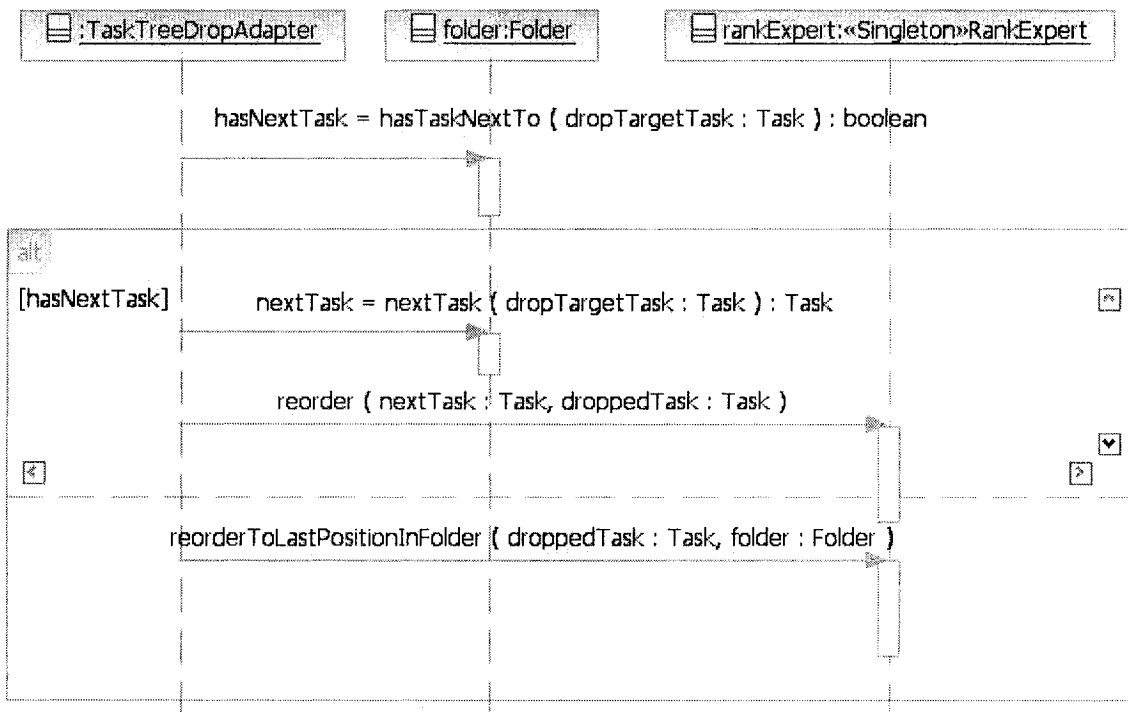 :TaskTreeDropAdapter
folder:Folder
rankExpert:«Singleton»RankExpert
hasNextTask = hasTaskNextTo ( dropTargetTask : Task ) : boolean
alt
[hasNextTask]
nextTask = nextTask ( dropTargetTask : Task ) : Task
reorder ( nextTask : Task, droppedTask : Task )
reorderToLastPositionInFolder ( droppedTask : Task, folder : Folder )